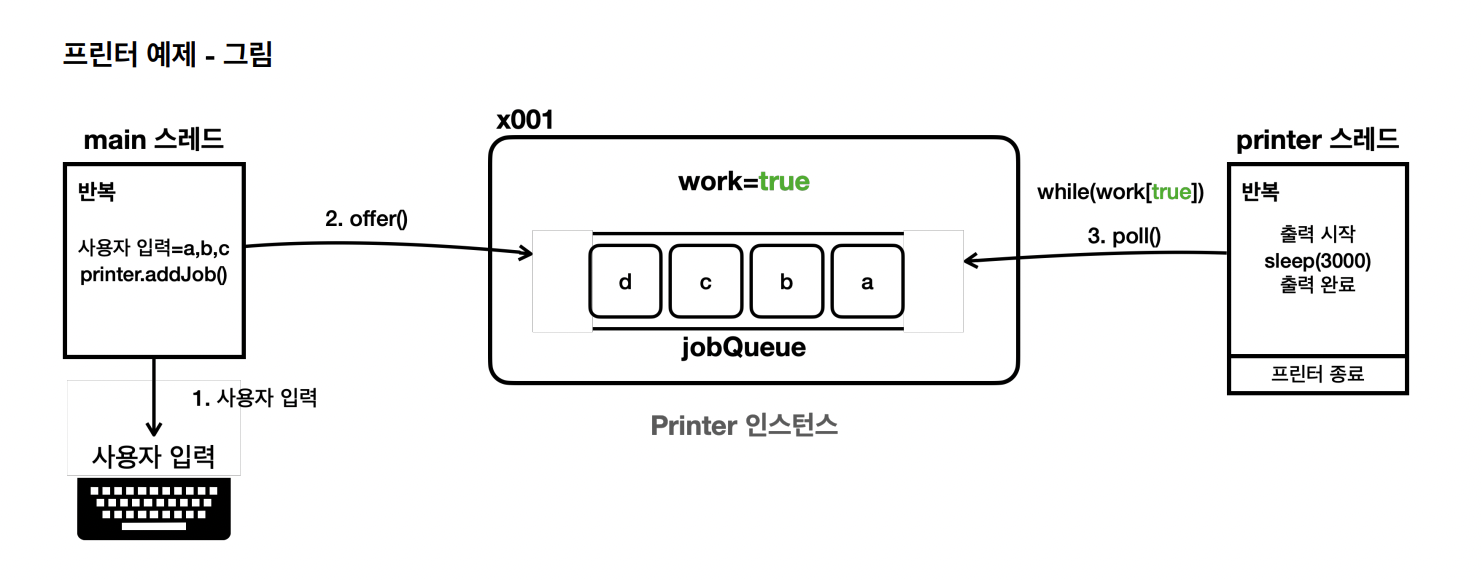 프린터 예제 - 그림
main 스레드
반복
사용자 입력=a,b,c
printer.addJob()
1. 사용자 입력
사용자 입력
2. offer()
x001
work=true
d
c
b
a
jobQueue
Printer 인스턴스
while(work[true])
3. poll()
printer 스레드
반복
출력 시작
sleep(3000)
출력 완료
프린터 종료